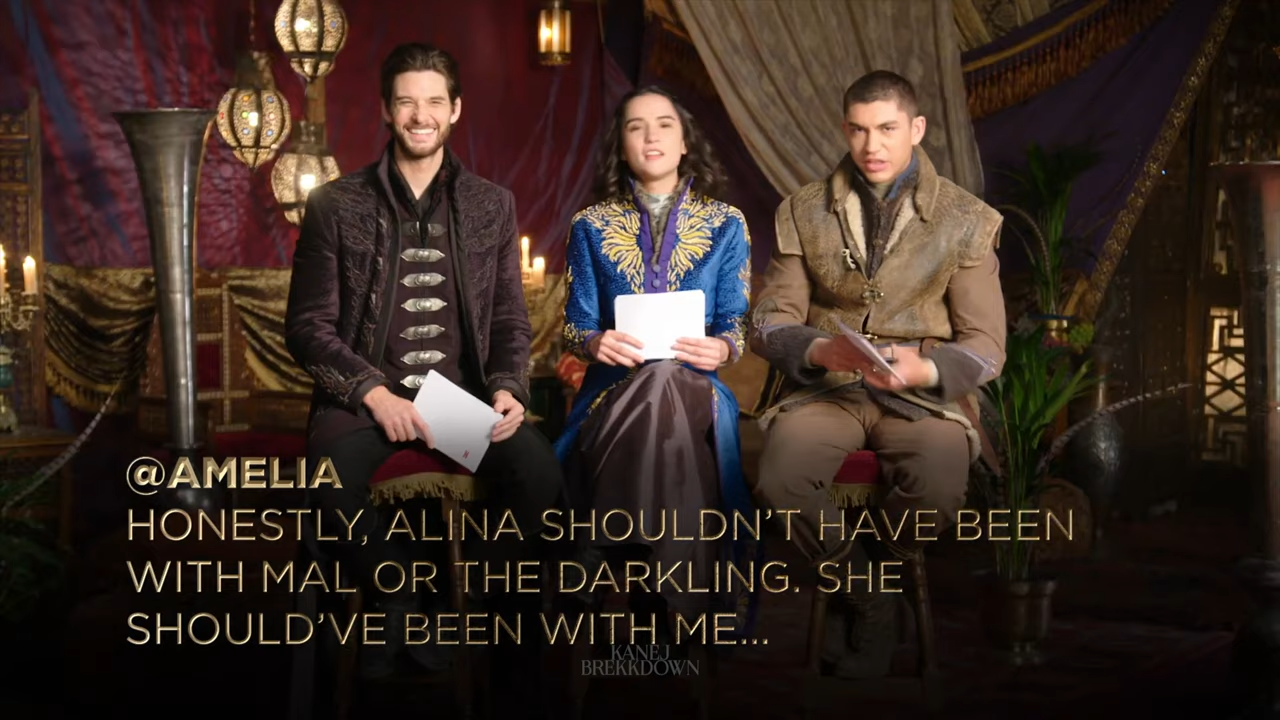 @AMELIA
HONESTLY, ALINA SHOULDN'T HAVE BEEN
WITH MAL OR THE DARKLING. SHE
SHOULD'VE BEEN WITH ME...
KANEJ
BREKKDOWN